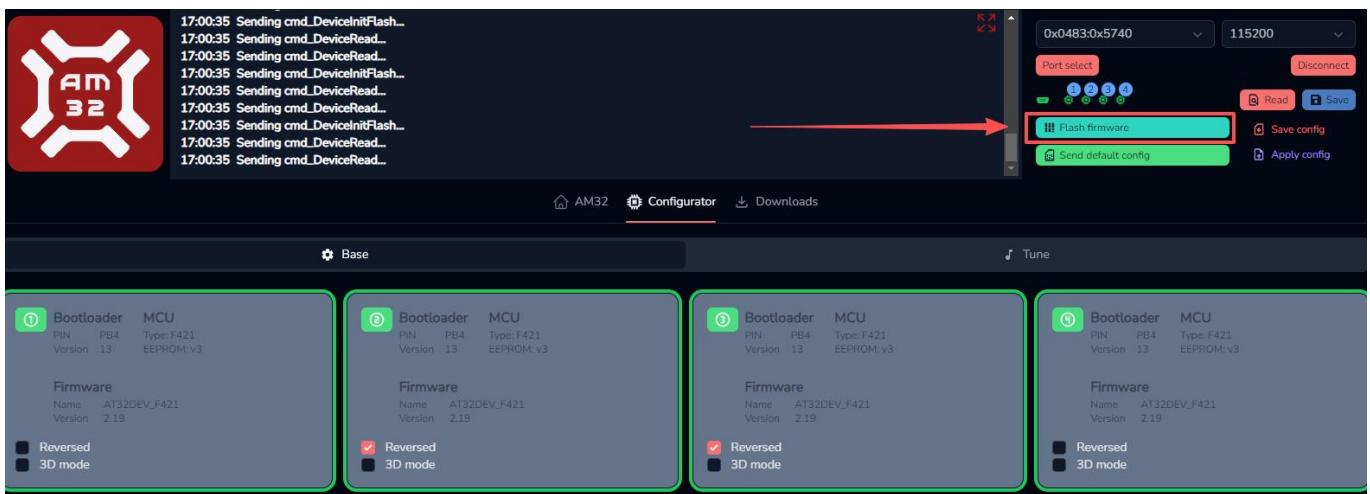 AM
32
17:00:35 Sending cmd_DeviceInitFlash...
17:00:35 Sending cmd_DeviceRead...
17:00:35 Sending cmd_DeviceRead...
17:00:35 Sending cmd_DeviceInitFlash...
17:00:35 Sending cmd_DeviceRead...
17:00:35 Sending cmd_DeviceRead...
17:00:35 Sending cmd_DeviceInitFlash...
17:00:35 Sending cmd_DeviceRead...
17:00:35 Sending cmd_DeviceRead...
0x0483:0x5740 115200
Port select Disconnect
1 2 3 4 Read Save
Flash firmware Save config
Send default config Apply config
AM32 Configurator Downloads
Base Tune
1 Bootloader MCU 2 Bootloader MCU 3 Bootloader MCU 4 Bootloader MCU
PIN PB4 Type: F421 PIN PB4 Type: F421 PIN PB4 Type: F421 PIN PB4 Type: F421
Version 13 EEPROM: v3 Version 13 EEPROM: v3 Version 13 EEPROM: v3 Version 13 EEPROM: v3
Firmware Firmware Firmware Firmware
Name AT32DEV_F421 Name AT32DEV_F421 Name AT32DEV_F421 Name AT32DEV_F421
Version 2.19 Version 2.19 Version 2.19 Version 2.19
Reversed Reversed Reversed Reversed
3D mode 3D mode 3D mode 3D mode